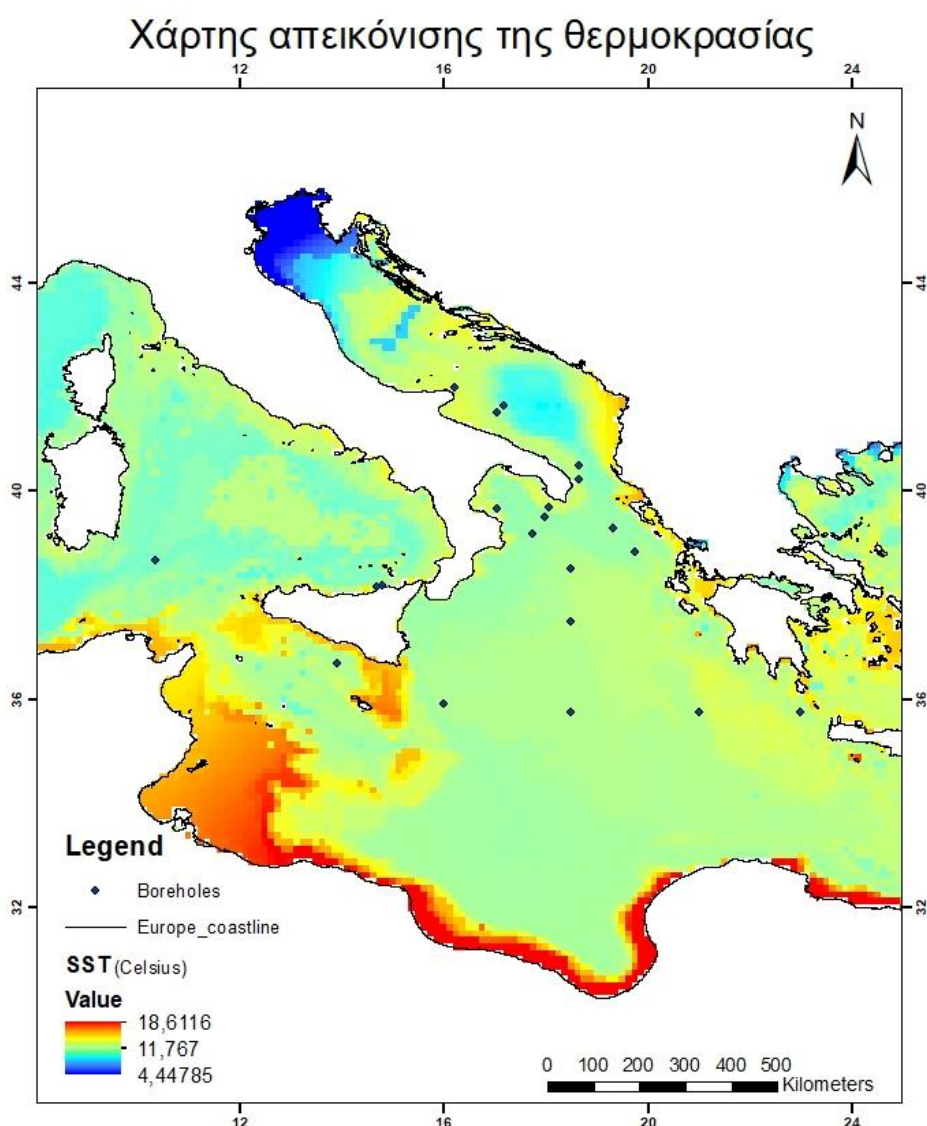 Χάρτης απεικόνισης της θερμοκρασίας
12 16 20 24
N
44 44
40 40
36 36
32 32
Legend
Boreholes
Europe_coastline
SST (Celsius)
Value
18,6116
11,767
4,44785
0 100 200 300 400 500
Kilometers
12 16 20 24